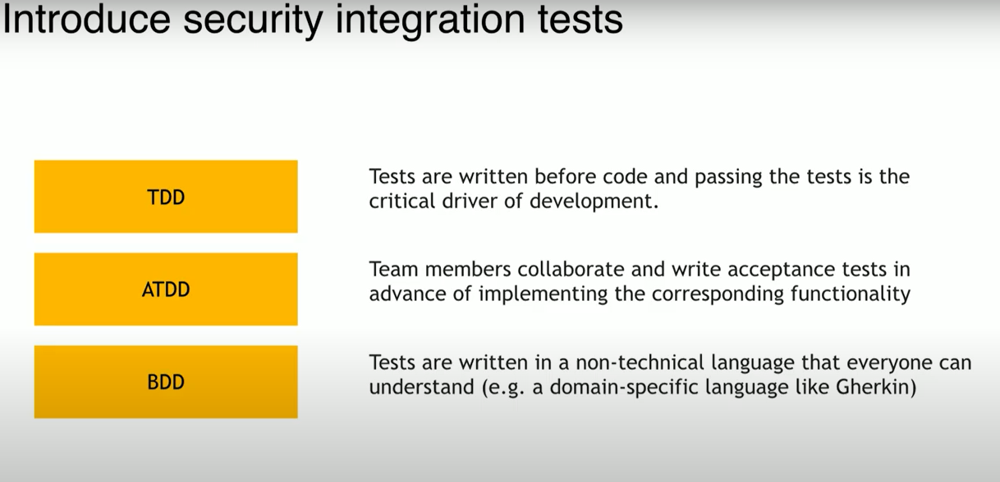 Introduce security integration tests
TDD
Tests are written before code and passing the tests is the
critical driver of development.
ATDD
Team members collaborate and write acceptance tests in
advance of implementing the corresponding functionality
BDD
Tests are written in a non-technical language that everyone can
understand (e.g. a domain-specific language like Gherkin)